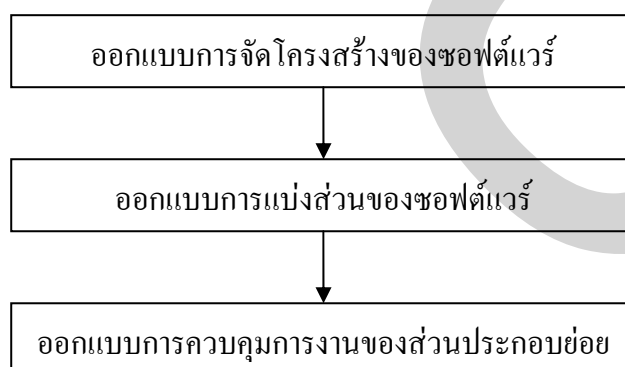 ออกแบบการจัดโครงสร้างของซอฟต์แวร์
ออกแบบการแบ่งส่วนของซอฟต์แวร์
ออกแบบการควบคุมการงานของส่วนประกอบย่อย